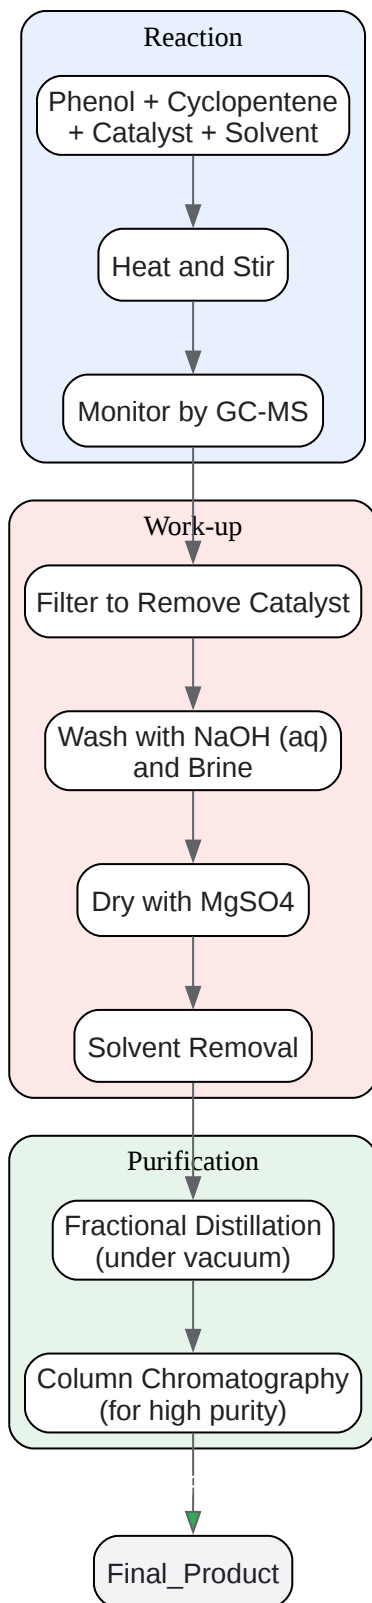 Reaction
Phenol + Cyclopentene
+ Catalyst + Solvent
Heat and Stir
Monitor by GC-MS
Work-up
Filter to Remove Catalyst
Wash with NaOH (aq)
and Brine
Dry with MgSO4
Solvent Removal
Purification
Fractional Distillation
(under vacuum)
Column Chromatography
(for high purity)
Final_Product